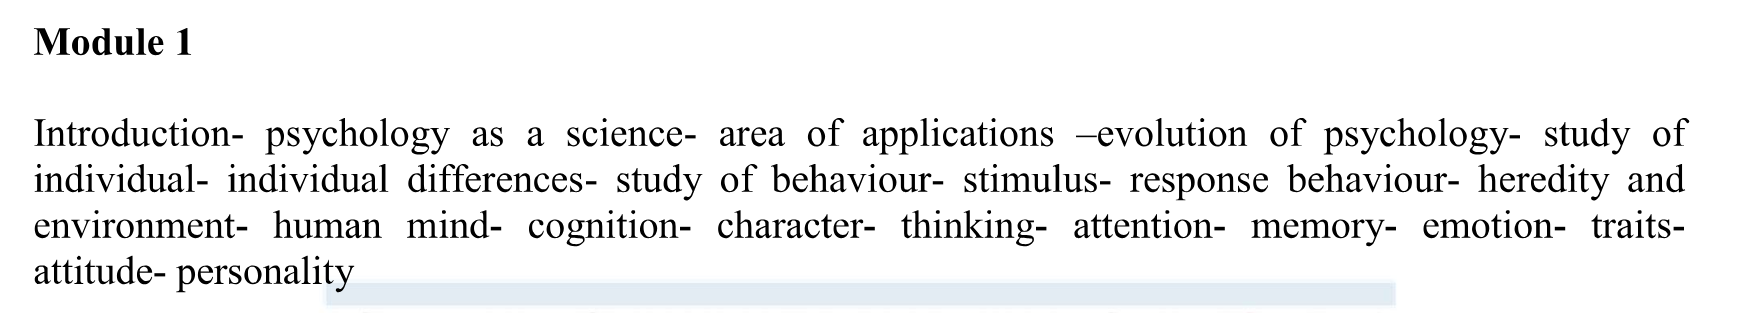 Module 1
Introduction- psychology as a science- area of applications –evolution of psychology- study of
individual- individual differences- study of behaviour- stimulus- response behaviour- heredity and
environment- human mind- cognition- character- thinking- attention- memory- emotion- traits-
attitude- personality